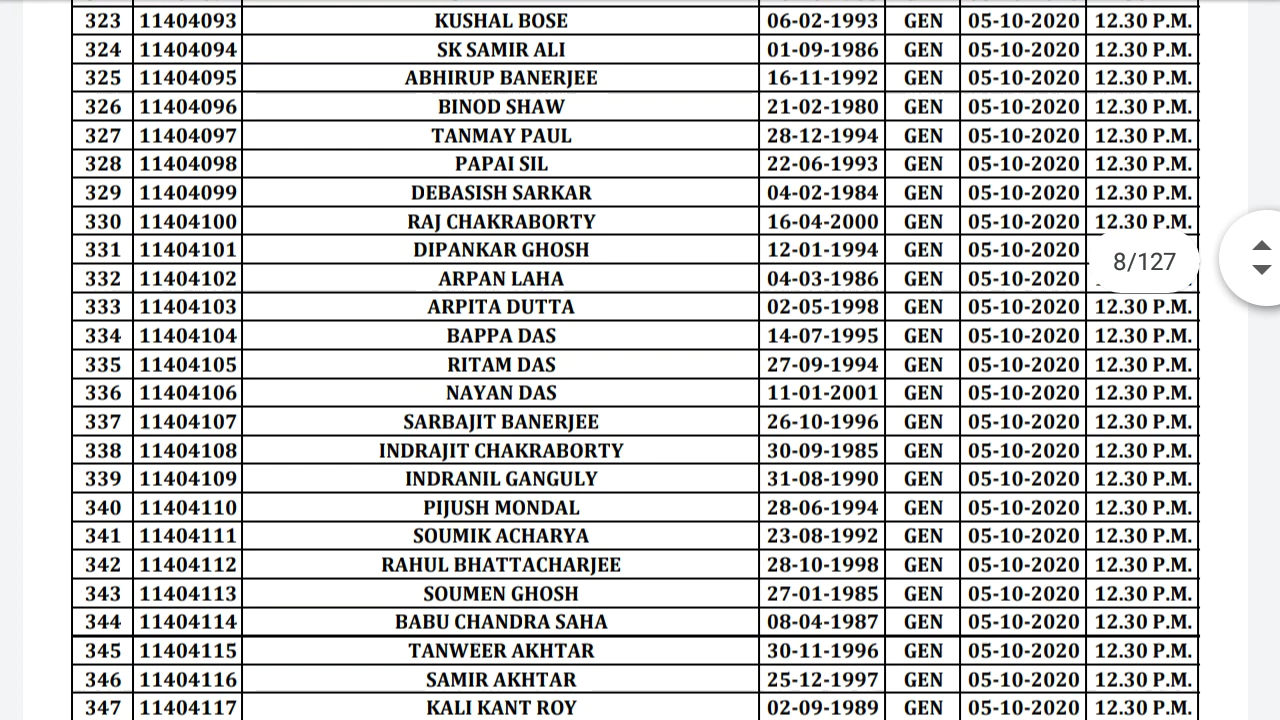 323 11404093 KUSHAL BOSE 06-02-1993 GEN 05-10-2020 12.30 P.M.
324 11404094 SK SAMIR ALI 01-09-1986 GEN 05-10-2020 12.30 P.M.
325 11404095 ABHIRUP BANERJEE 16-11-1992 GEN 05-10-2020 12.30 P.M.
326 11404096 BINOD SHAW 21-02-1980 GEN 05-10-2020 12.30 P.M.
327 11404097 TANMAY PAUL 28-12-1994 GEN 05-10-2020 12.30 P.M.
328 11404098 PAPAI SIL 22-06-1993 GEN 05-10-2020 12.30 P.M.
329 11404099 DEBASISH SARKAR 04-02-1984 GEN 05-10-2020 12.30 P.M.
330 11404100 RAJ CHAKRABORTY 16-04-2000 GEN 05-10-2020 12.30 P.M.
331 11404101 DIPANKAR GHOSH 12-01-1994 GEN 05-10-2020
8/127
332 11404102 ARPAN LAHA 04-03-1986 GEN 05-10-2020
333 11404103 ARPITA DUTTA 02-05-1998 GEN 05-10-2020 12.30 P.M.
334 11404104 BAPPA DAS 14-07-1995 GEN 05-10-2020 12.30 P.M.
335 11404105 RITAM DAS 27-09-1994 GEN 05-10-2020 12.30 P.M.
336 11404106 NAYAN DAS 11-01-2001 GEN 05-10-2020 12.30 P.M.
337 11404107 SARBAJIT BANERJEE 26-10-1996 GEN 05-10-2020 12.30 P.M.
338 11404108 INDRAJIT CHAKRABORTY 30-09-1985 GEN 05-10-2020 12.30 P.M.
339 11404109 INDRANIL GANGULY 31-08-1990 GEN 05-10-2020 12.30 P.M.
340 11404110 PIJUSH MONDAL 28-06-1994 GEN 05-10-2020 12.30 P.M.
341 11404111 SOUMIK ACHARYA 23-08-1992 GEN 05-10-2020 12.30 P.M.
342 11404112 RAHUL BHATTACHARJEE 28-10-1998 GEN 05-10-2020 12.30 P.M.
343 11404113 SOUMEN GHOSH 27-01-1985 GEN 05-10-2020 12.30 P.M.
344 11404114 BABU CHANDRA SAHA 08-04-1987 GEN 05-10-2020 12.30 P.M.
345 11404115 TANWEER AKHTAR 30-11-1996 GEN 05-10-2020 12.30 P.M.
346 11404116 SAMIR AKHTAR 25-12-1997 GEN 05-10-2020 12.30 P.M.
347 11404117 KALI KANT ROY 02-09-1989 GEN 05-10-2020 12.30 P.M.